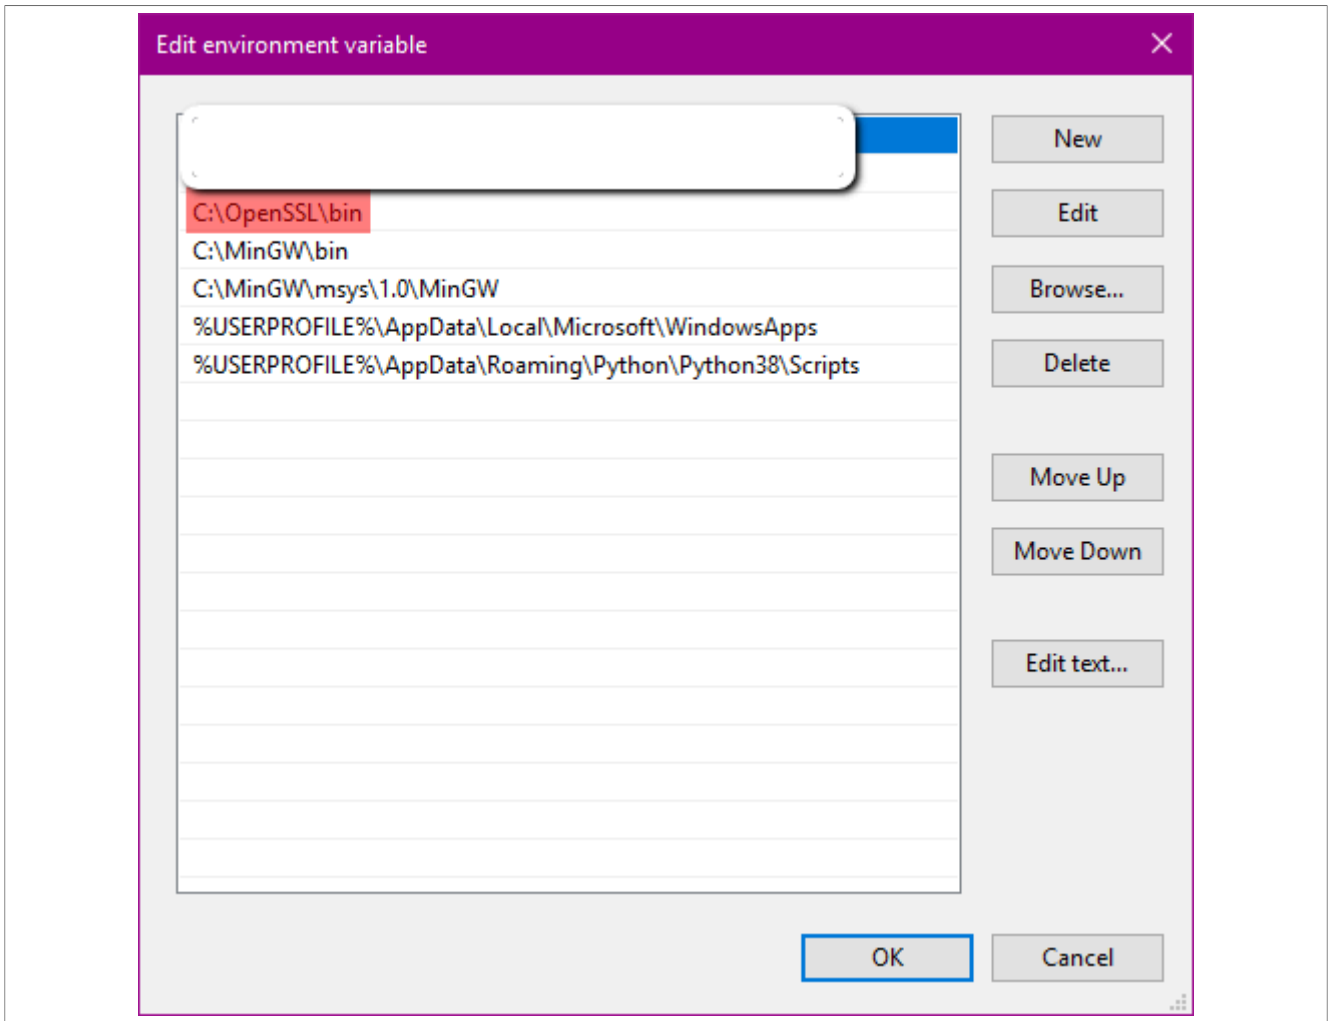 Edit environment variable
New
C:\OpenSSL\bin
Edit
C:\MinGW\bin
C:\MinGW\msys\1.0\MinGW
Browse...
%USERPROFILE%\AppData\Local\Microsoft\WindowsApps
%USERPROFILE%\AppData\Roaming\Python\Python38\Scripts
Delete
Move Up
Move Down
Edit text...
OK
Cancel